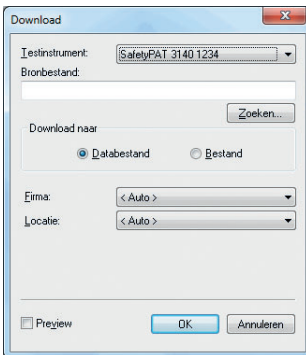 Download
Testinstrument: SafetyPAT 3140 1234
Bronbestand:
Zoeken...
Download naar
Databestand Bestand
Firma: < Auto >
Locatie: < Auto >
Preview OK Annuleren